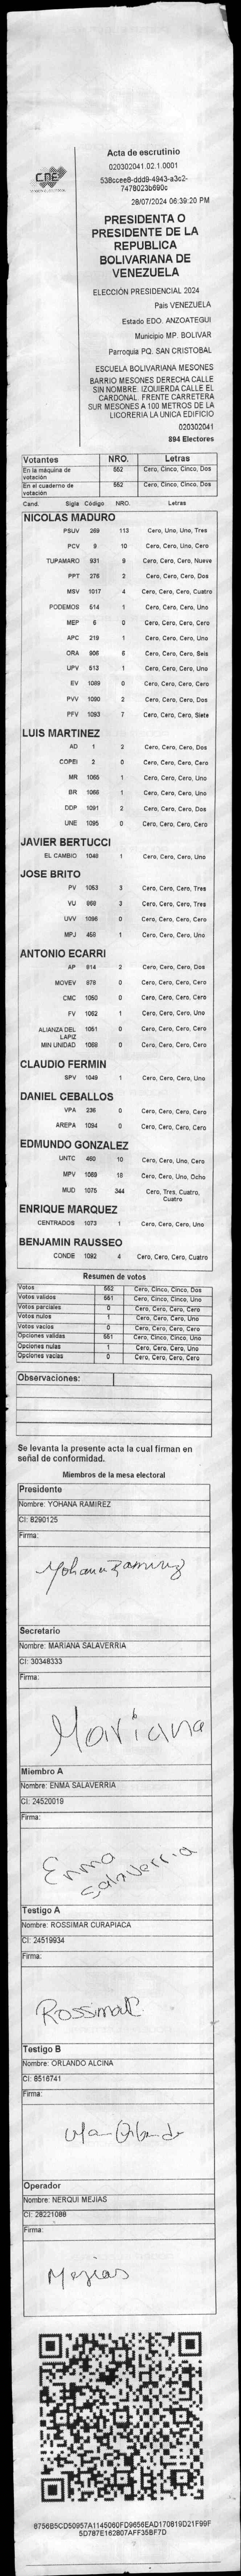 CNE
Acta de escrutinio
020302041.02.1.0001
538ccee8-ddd9-4943-a3c2-
7478023b690c
28/07/2024 06:39:20 PM
PRESIDENTA O
PRESIDENTE DE LA
REPUBLICA
BOLIVARIANA DE
VENEZUELA
ELECCIÓN PRESIDENCIAL 2024
País VENEZUELA
Estado EDO. ANZOATEGUI
Municipio MP. BOLIVAR
Parroquia PQ. SAN CRISTOBAL
ESCUELA BOLIVARIANA MESONES
BARRIO MESONES DERECHA CALLE
SIN NOMBRE. IZQUIERDA CALLE EL
CARDONAL. FRENTE CARRETERA
SUR MESONES A 100 METROS DE LA
LICORERIA LA UNICA EDIFICIO
020302041
894 Electores
Votantes NRO. Letras
En la máquina de votación 552 Cero, Cinco, Cinco, Dos
En el cuaderno de votación 552 Cero, Cinco, Cinco, Dos
Cand. Sigla Código NRO. Letras
NICOLAS MADURO
PSUV 269 113 Cero, Uno, Uno, Tres
PCV 9 10 Cero, Cero, Uno, Cero
TUPAMARO 931 9 Cero, Cero, Cero, Nueve
PPT 276 2 Cero, Cero, Cero, Dos
MSV 1017 4 Cero, Cero, Cero, Cuatro
PODEMOS 514 1 Cero, Cero, Cero, Uno
MEP 6 0 Cero, Cero, Cero, Cero
APC 219 1 Cero, Cero, Cero, Uno
ORA 906 6 Cero, Cero, Cero, Seis
UPV 513 1 Cero, Cero, Cero, Uno
EV 1089 0 Cero, Cero, Cero, Cero
PVV 1090 2 Cero, Cero, Cero, Dos
PFV 1093 7 Cero, Cero, Cero, Siete
LUIS MARTINEZ
AD 1 2 Cero, Cero, Cero, Dos
COPEI 2 0 Cero, Cero, Cero, Cero
MR 1065 1 Cero, Cero, Cero, Uno
BR 1066 1 Cero, Cero, Cero, Uno
DDP 1091 2 Cero, Cero, Cero, Dos
UNE 1095 0 Cero, Cero, Cero, Cero
JAVIER BERTUCCI
EL CAMBIO 1048 1 Cero, Cero, Cero, Uno
JOSE BRITO
PV 1053 3 Cero, Cero, Cero, Tres
VU 868 3 Cero, Cero, Cero, Tres
UVV 1096 0 Cero, Cero, Cero, Cero
MPJ 458 1 Cero, Cero, Cero, Uno
ANTONIO ECARRI
AP 814 2 Cero, Cero, Cero, Dos
MOVEV 878 0 Cero, Cero, Cero, Cero
CMC 1050 0 Cero, Cero, Cero, Cero
FV 1062 1 Cero, Cero, Cero, Uno
ALIANZA DEL LAPIZ 1061 0 Cero, Cero, Cero, Cero
MIN UNIDAD 1068 0 Cero, Cero, Cero, Cero
CLAUDIO FERMIN
SPV 1049 1 Cero, Cero, Cero, Uno
DANIEL CEBALLOS
VPA 236 0 Cero, Cero, Cero, Cero
AREPA 1094 0 Cero, Cero, Cero, Cero
EDMUNDO GONZALEZ
UNTC 460 10 Cero, Cero, Uno, Cero
MPV 1069 18 Cero, Cero, Uno, Ocho
MUD 1075 344 Cero, Tres, Cuatro, Cuatro
ENRIQUE MARQUEZ
CENTRADOS 1073 1 Cero, Cero, Cero, Uno
BENJAMIN RAUSSEO
CONDE 1092 4 Cero, Cero, Cero, Cuatro
Resumen de votos
Votos 552 Cero, Cinco, Cinco, Dos
Votos validos 551 Cero, Cinco, Cinco, Uno
Votos parciales 0 Cero, Cero, Cero, Cero
Votos nulos 1 Cero, Cero, Cero, Uno
Votos vacios 0 Cero, Cero, Cero, Cero
Opciones validas 551 Cero, Cinco, Cinco, Uno
Opciones nulas 1 Cero, Cero, Cero, Uno
Opciones vacias 0 Cero, Cero, Cero, Cero
Observaciones:
Se levanta la presente acta la cual firman en
señal de conformidad.
Miembros de la mesa electoral
Presidente
Nombre: YOHANA RAMIREZ
CI: 8290125
Firma:
Yohana Ramirez
Secretario
Nombre: MARIANA SALAVERRIA
CI: 30348333
Firma:
Mariana
Miembro A
Nombre: ENMA SALAVERRIA
CI: 24520019
Firma:
Enma
Salaverria
Testigo A
Nombre: ROSSIMAR CURAPIACA
CI: 24519934
Firma:
RossimaR
Testigo B
Nombre: ORLANDO ALCINA
CI: 8516741
Firma:
Orlando
Operador
Nombre: NERQUI MEJIAS
CI: 28221088
Firma:
Mejias
8756B5CD50957A1145060FD9656EAD170819D21F99F
5D787E162807AFF35BF7D